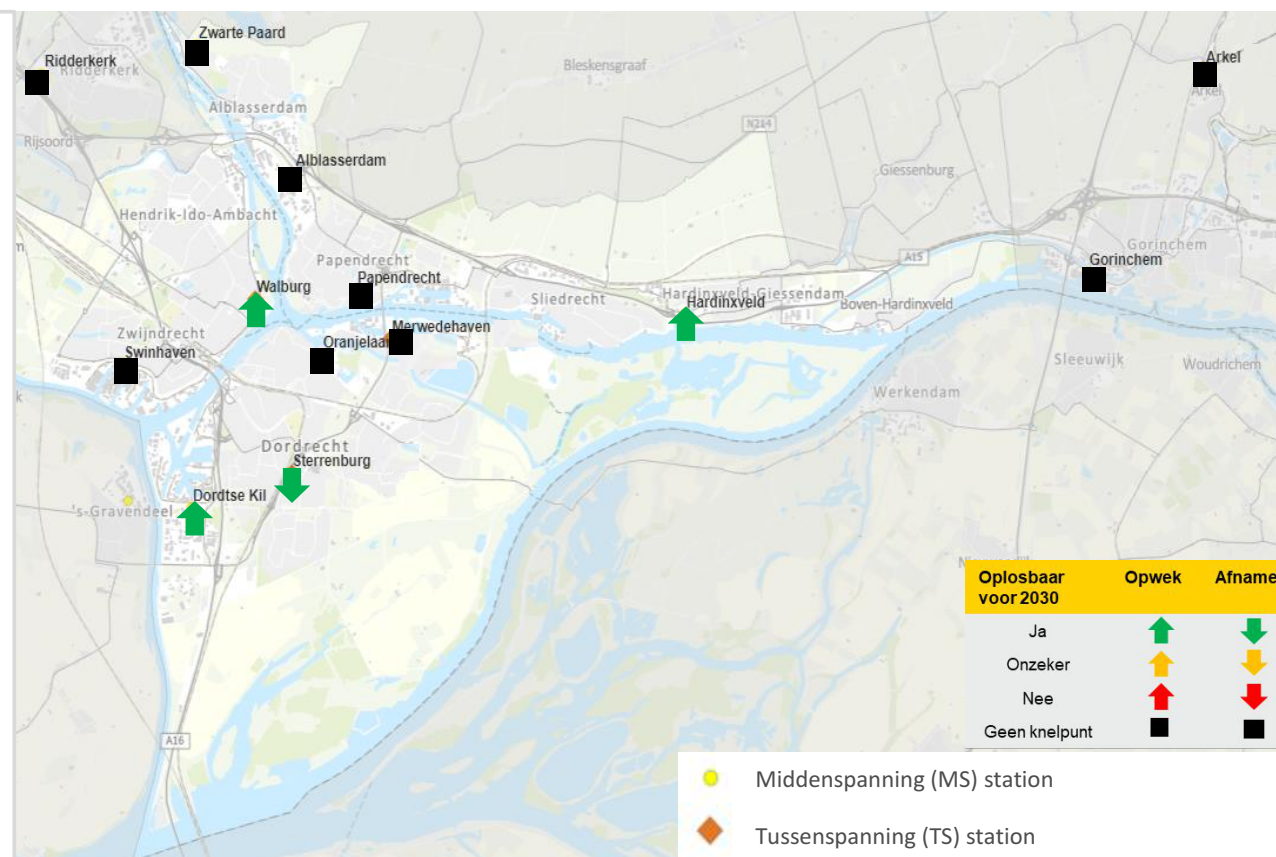 Zwarte Paard
Ridderkerk
Ridderkerk
Bleskensgraaf
Arkel
Arkel
Alblasserdam
N214
Rijsoord
Alblasserdam
Giessenburg
Hendrik-Ido-Ambacht
Papendrecht
A15
Gorinchem
Gorinchem
Walburg
Papendrecht
Sliedrecht
Hardinxveld-Giessendam
Hardinxveld
Boven-Hardinxveld
Zwijndrecht
Merwedehaven
Swinhaven
Sleeuwijk
Woudrichem
Werkendam
Dordrecht
Sterrenburg
Dordtse Kil
's-Gravendeel
A16
Oplosbaar voor 2030
Opwek
Afname
Ja
Onzeker
Nee
Geen knelpunt
Middenspanning (MS) station
Tussenspanning (TS) station